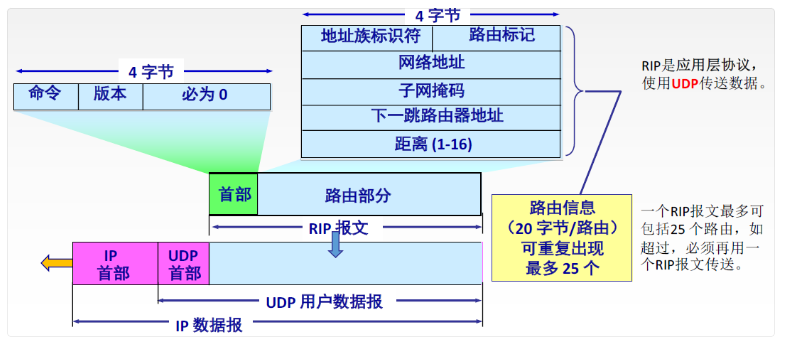 4 字节
地址族标识符 路由标记
网络地址
子网掩码
下一跳路由器地址
距离 (1-16)
4 字节
命令 版本 必为 0
RIP是应用层协议，
使用UDP传送数据。
首部 路由部分
RIP 报文
路由信息
（20 字节/路由）
可重复出现
最多 25 个
一个RIP报文最多可
包括25 个路由，如
超过，必须再用一
个RIP报文传送。
IP
首部
UDP
首部
UDP 用户数据报
IP 数据报